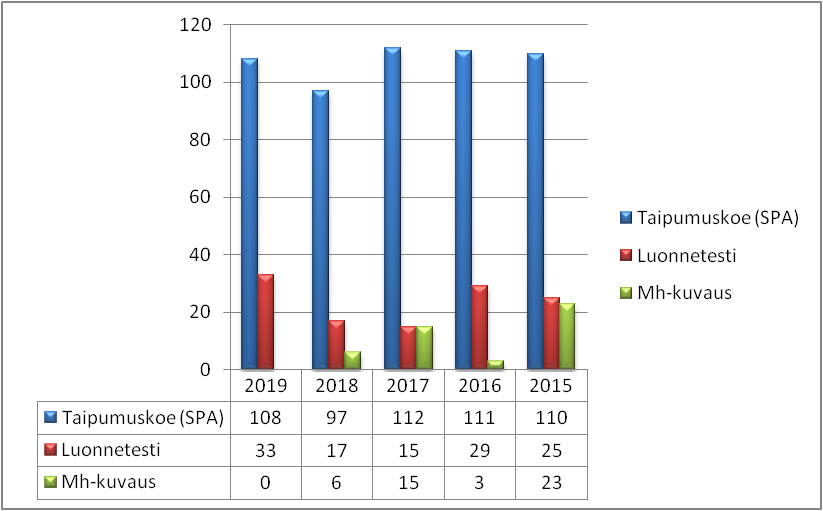 120
100
80
60
40
20
0
Taipumuskoe (SPA)
Luonnetesti
Mh-kuvaus
2019 2018 2017 2016 2015
Taipumuskoe (SPA) 108 97 112 111 110
Luonnetesti 33 17 15 29 25
Mh-kuvaus 0 6 15 3 23